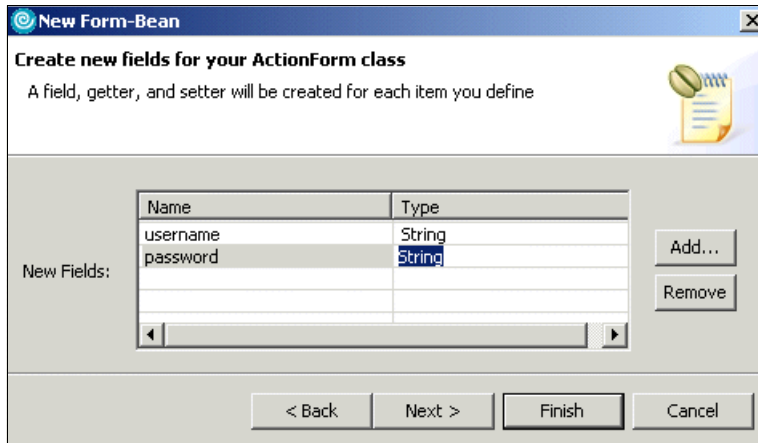 New Form-Bean
Create new fields for your ActionForm class
A field, getter, and setter will be created for each item you define
Name Type
username String
password String
New Fields:
Add...
Remove
< Back Next > Finish Cancel